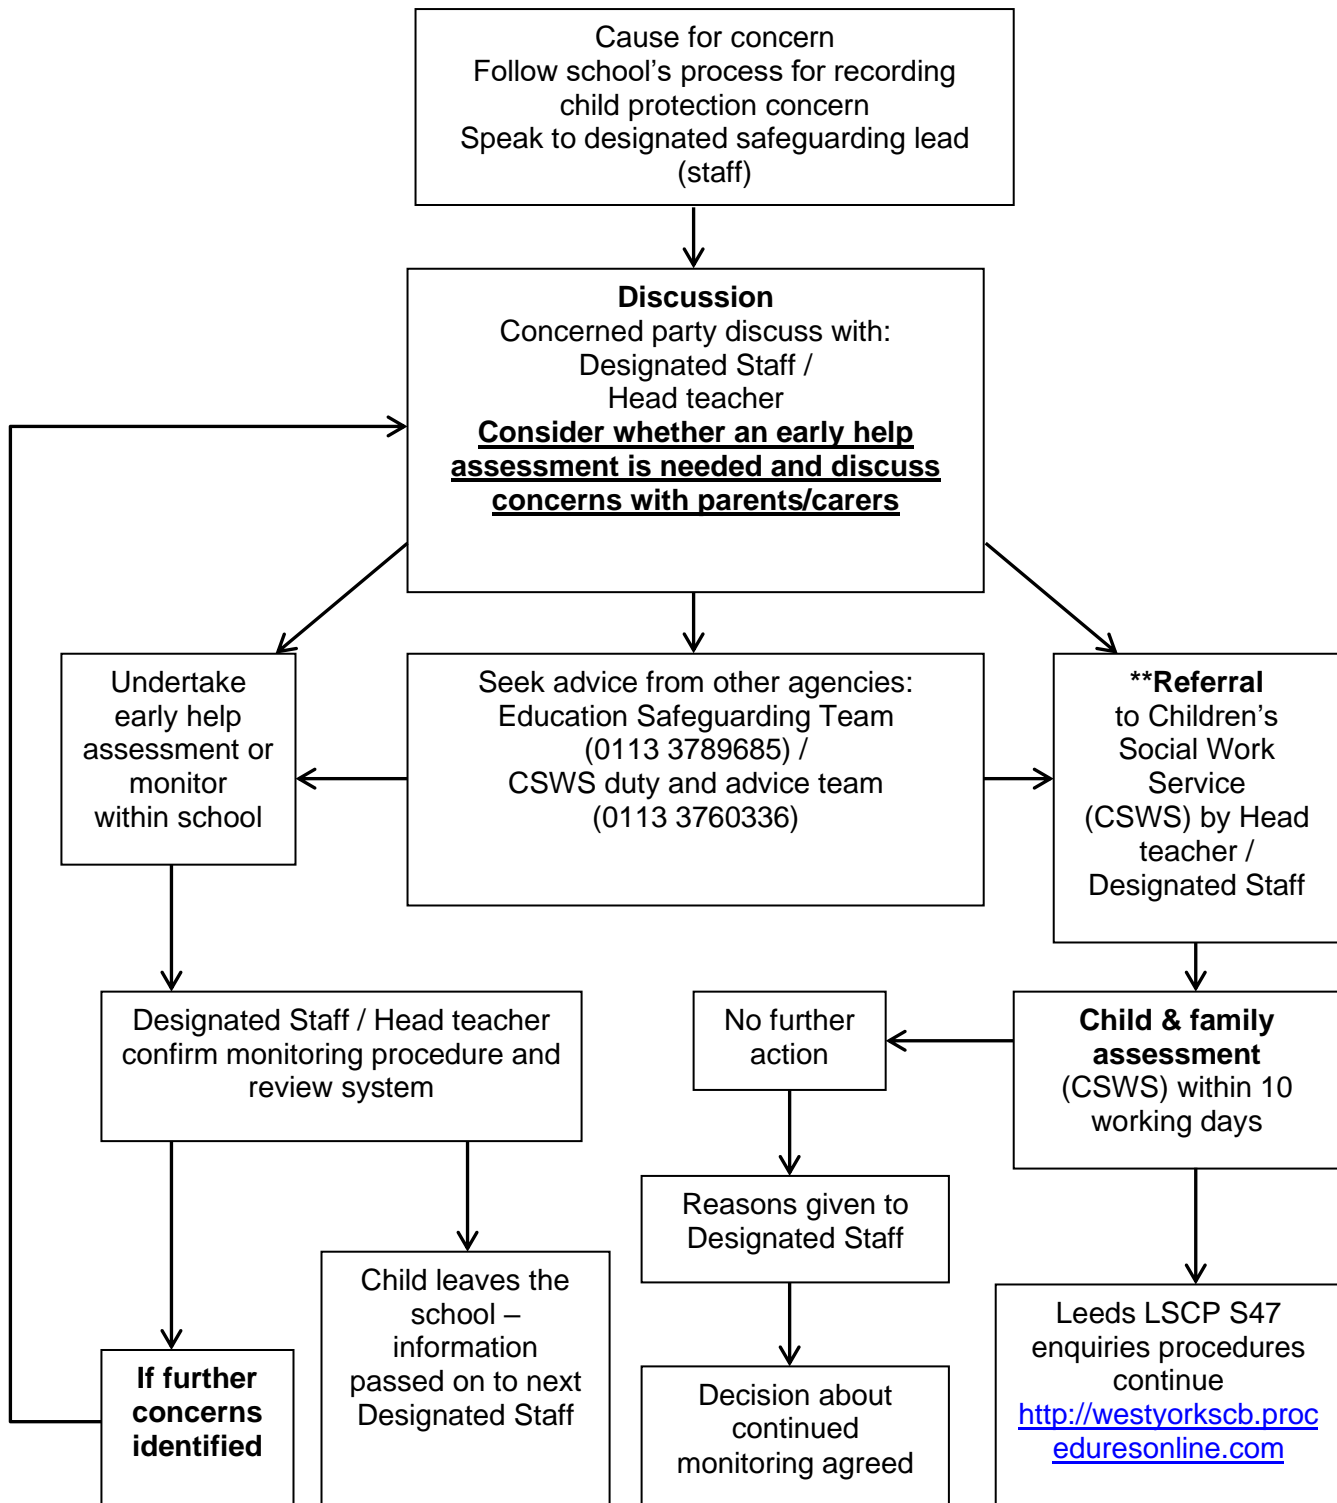 Cause for concern
Follow school’s process for recording
child protection concern
Speak to designated safeguarding lead
(staff)
Discussion
Concerned party discuss with:
Designated Staff /
Head teacher
Consider whether an early help
assessment is needed and discuss
concerns with parents/carers
Undertake
early help
assessment or
monitor
within school
Seek advice from other agencies:
Education Safeguarding Team
(0113 3789685) /
CSWS duty and advice team
(0113 3760336)
**Referral
to Children’s
Social Work
Service
(CSWS) by Head
teacher /
Designated Staff
Designated Staff / Head teacher
confirm monitoring procedure and
review system
No further
action
Child & family
assessment
(CSWS) within 10
working days
Reasons given to
Designated Staff
If further
concerns
identified
Child leaves the
school –
information
passed on to next
Designated Staff
Decision about
continued
monitoring agreed
Leeds LSCP S47
enquiries procedures
continue
http://westyorkscb.proc
eduresonline.com